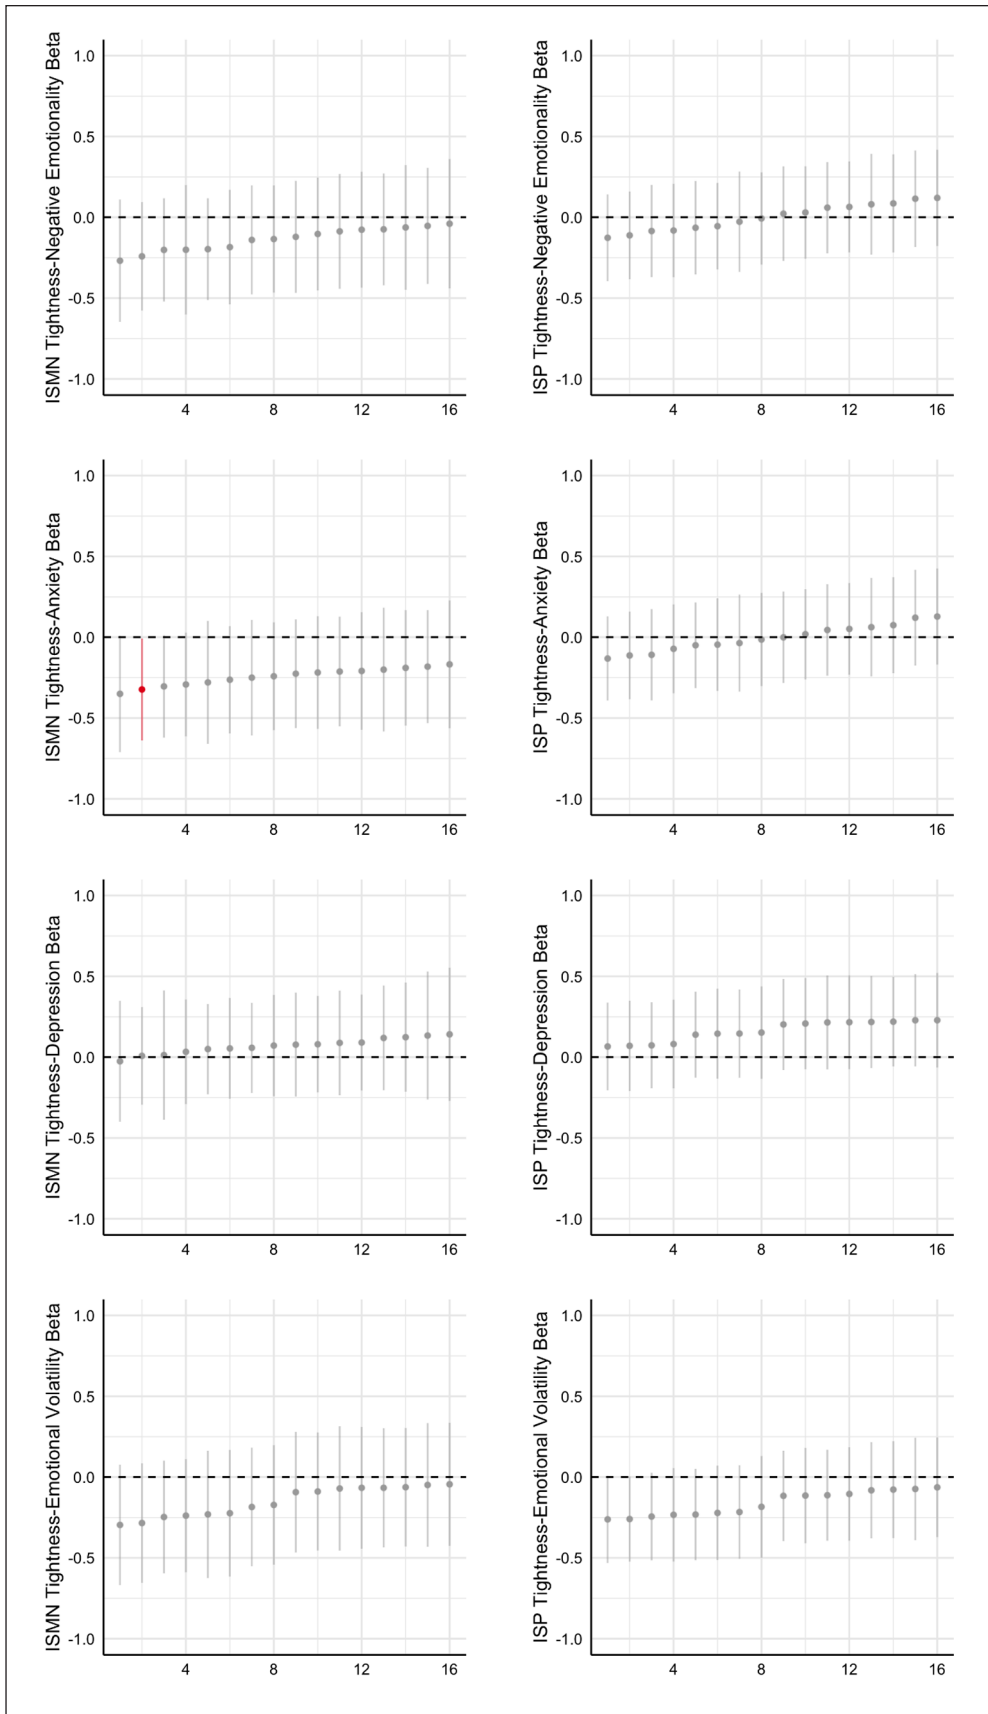 ISMN Tightness-Negative Emotionality Beta
1.0
0.5
0.0
-0.5
-1.0
4 8 12 16
ISP Tightness-Negative Emotionality Beta
1.0
0.5
0.0
-0.5
-1.0
4 8 12 16
ISMN Tightness-Anxiety Beta
1.0
0.5
0.0
-0.5
-1.0
4 8 12 16
ISP Tightness-Anxiety Beta
1.0
0.5
0.0
-0.5
-1.0
4 8 12 16
ISMN Tightness-Depression Beta
1.0
0.5
0.0
-0.5
-1.0
4 8 12 16
ISP Tightness-Depression Beta
1.0
0.5
0.0
-0.5
-1.0
4 8 12 16
ISMN Tightness-Emotional Volatility Beta
1.0
0.5
0.0
-0.5
-1.0
4 8 12 16
ISP Tightness-Emotional Volatility Beta
1.0
0.5
0.0
-0.5
-1.0
4 8 12 16